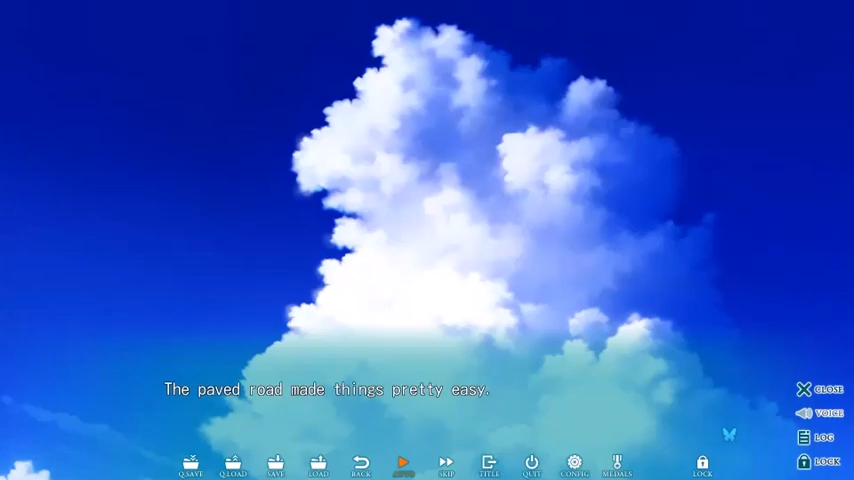 The paved road made things pretty easy.
CLOSE
VOICE
LOG
LOCK
Q.SAVE Q.LOAD SAVE LOAD BACK AUTO SKIP TITLE QUIT CONFIG MEDALS LOCK